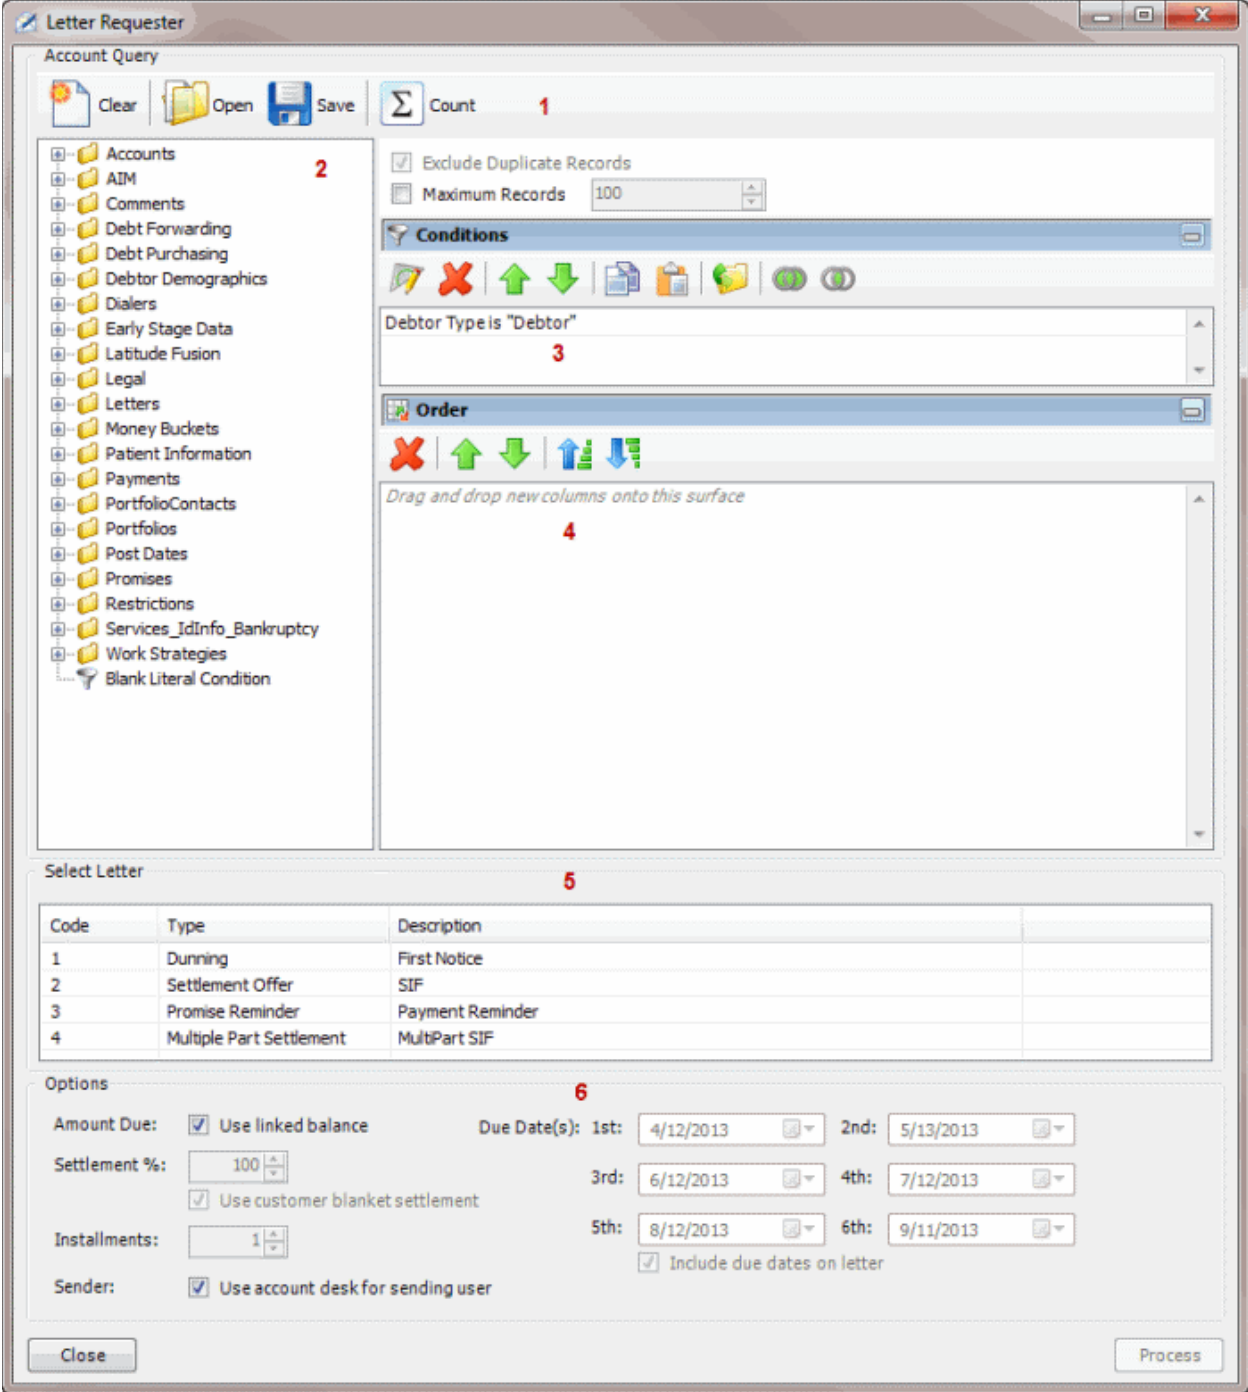 Letter Requester
Account Query
Clear Open Save Σ Count 1
2
Accounts
AIM
Comments
Debt Forwarding
Debt Purchasing
Debtor Demographics
Dialers
Early Stage Data
Latitude Fusion
Legal
Letters
Money Buckets
Patient Information
Payments
PortfolioContacts
Portfolios
Post Dates
Promises
Restrictions
Services_IdInfo_Bankruptcy
Work Strategies
Blank Literal Condition
Exclude Duplicate Records
Maximum Records 100
Conditions
Debtor Type is "Debtor"
3
Order
Drag and drop new columns onto this surface
4
Select Letter
5
Code Type Description
1 Dunning First Notice
2 Settlement Offer SIF
3 Promise Reminder Payment Reminder
4 Multiple Part Settlement MultiPart SIF
Options
6
Amount Due: Use linked balance Due Date(s): 1st: 4/12/2013 2nd: 5/13/2013
Settlement %: 100 3rd: 6/12/2013 4th: 7/12/2013
Use customer blanket settlement
Installments: 1 5th: 8/12/2013 6th: 9/11/2013
Include due dates on letter
Sender: Use account desk for sending user
Close Process